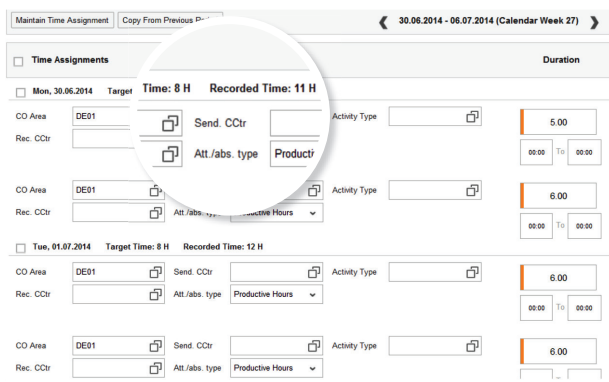 Maintain Time Assignment Copy From Previous
30.06.2014 - 06.07.2014 (Calendar Week 27)
Time Assignments Duration
Mon, 30.06.2014 Target Time: 8 H Recorded Time: 11 H
CO Area DE01 Send. CCtr Activity Type 5.00
Rec. CCtr Att./abs. type Producti 00:00 To 00:00
CO Area DE01 Activity Type 6.00
Rec. CCtr Att./abs. type Productive Hours 00:00 To 00:00
Tue, 01.07.2014 Target Time: 8 H Recorded Time: 12 H
CO Area DE01 Send. CCtr Activity Type 6.00
Rec. CCtr Att./abs. type Productive Hours 00:00 To 00:00
CO Area DE01 Send. CCtr Activity Type 6.00
Rec. CCtr Att./abs. type Productive Hours